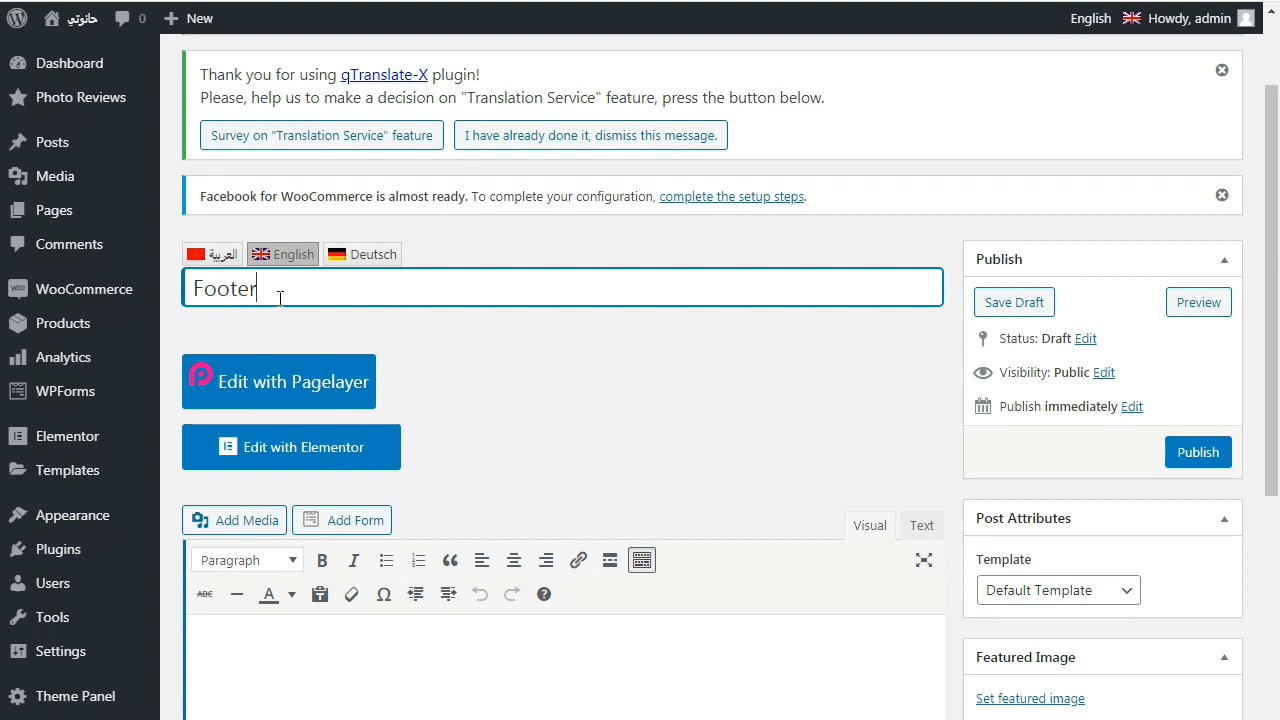 حانوتي 0 New English Howdy, admin
Dashboard
Photo Reviews
Posts
Media
Pages
Comments
WooCommerce
Products
Analytics
WPForms
Elementor
Templates
Appearance
Plugins
Users
Tools
Settings
Theme Panel
Thank you for using qTranslate-X plugin!
Please, help us to make a decision on "Translation Service" feature, press the button below.
Survey on "Translation Service" feature I have already done it, dismiss this message.
Facebook for WooCommerce is almost ready. To complete your configuration, complete the setup steps.
العربية English Deutsch
Footer
Edit with Pagelayer
Edit with Elementor
Add Media Add Form Visual Text
Paragraph B I
ABC A Ω
Publish
Save Draft Preview
Status: Draft Edit
Visibility: Public Edit
Publish immediately Edit
Publish
Post Attributes
Template
Default Template
Featured Image
Set featured image